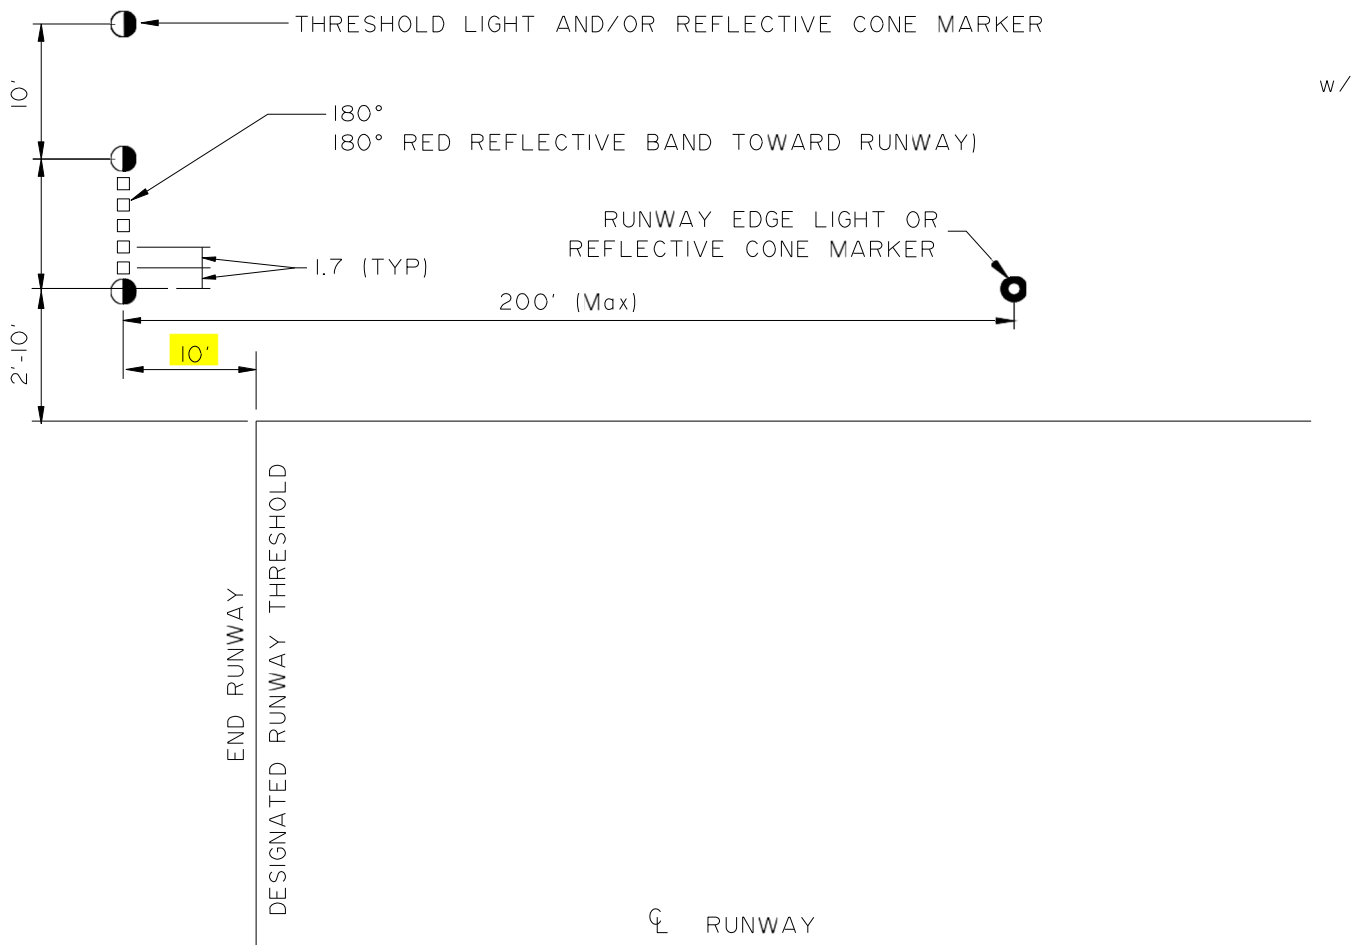 THRESHOLD LIGHT AND/OR REFLECTIVE CONE MARKER
10'
w/
180°
180° RED REFLECTIVE BAND TOWARD RUNWAY)
RUNWAY EDGE LIGHT OR
REFLECTIVE CONE MARKER
1.7 (TYP)
200' (Max)
10'
2'-10'
END RUNWAY
DESIGNATED RUNWAY THRESHOLD
℄ RUNWAY